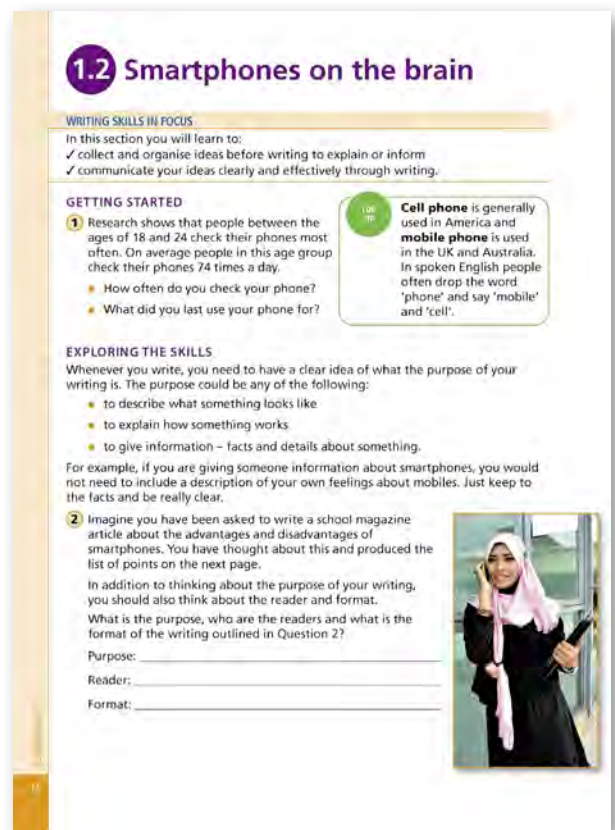 1.2 Smartphones on the brain
WRITING SKILLS IN FOCUS
In this section you will learn to:
✓ collect and organise ideas before writing to explain or inform
✓ communicate your ideas clearly and effectively through writing.
GETTING STARTED
1 Research shows that people between the
ages of 18 and 24 check their phones most
often. On average people in this age group
check their phones 74 times a day.
• How often do you check your phone?
• What did you last use your phone for?
Cell phone is generally
used in America and
mobile phone is used
in the UK and Australia.
In spoken English people
often drop the word
'phone' and say 'mobile'
and 'cell'.
EXPLORING THE SKILLS
Whenever you write, you need to have a clear idea of what the purpose of your
writing is. The purpose could be any of the following:
• to describe what something looks like
• to explain how something works
• to give information – facts and details about something.
For example, if you are giving someone information about smartphones, you would
not need to include a description of your own feelings about mobiles. Just keep to
the facts and be really clear.
2 Imagine you have been asked to write a school magazine
article about the advantages and disadvantages of
smartphones. You have thought about this and produced the
list of points on the next page.
In addition to thinking about the purpose of your writing,
you should also think about the reader and format.
What is the purpose, who are the readers and what is the
format of the writing outlined in Question 2?
Purpose:
Reader:
Format: